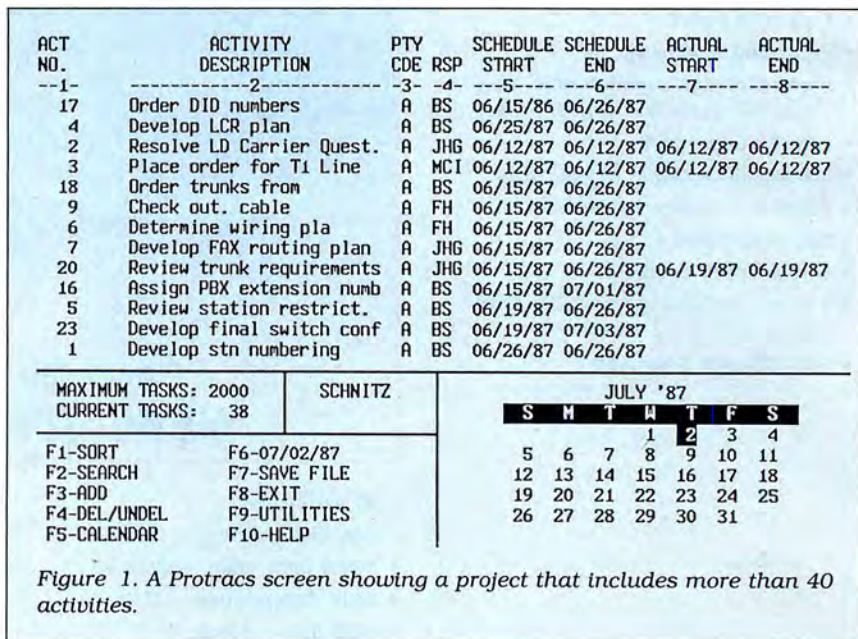 ACT ACTIVITY PTY SCHEDULE SCHEDULE ACTUAL ACTUAL
NO. DESCRIPTION CDE RSP START END START END
--1- -------------2------------- -3- -4- ---5---- ---6---- ---7---- ---8----
17 Order DID numbers A BS 06/15/86 06/26/87
4 Develop LCR plan A BS 06/25/87 06/26/87
2 Resolve LD Carrier Quest. A JHG 06/12/87 06/12/87 06/12/87 06/12/87
3 Place order for T1 Line A MCI 06/12/87 06/12/87 06/12/87 06/12/87
18 Order trunks from A BS 06/15/87 06/26/87
9 Check out. cable A FH 06/15/87 06/26/87
6 Determine wiring pla A FH 06/15/87 06/26/87
7 Develop FAX routing plan A JHG 06/15/87 06/26/87
20 Review trunk requirements A JHG 06/15/87 06/26/87 06/19/87 06/19/87
16 Assign PBX extension numb A BS 06/15/87 07/01/87
5 Review station restrict. A BS 06/19/87 06/26/87
23 Develop final switch conf A BS 06/19/87 07/03/87
1 Develop stn numbering A BS 06/26/87 06/26/87
MAXIMUM TASKS: 2000
CURRENT TASKS: 38
SCHNITZ
F1-SORT F6-07/02/87
F2-SEARCH F7-SAVE FILE
F3-ADD F8-EXIT
F4-DEL/UNDEL F9-UTILITIES
F5-CALENDAR F10-HELP
JULY '87
S M T W T F S
1 2 3 4
5 6 7 8 9 10 11
12 13 14 15 16 17 18
19 20 21 22 23 24 25
26 27 28 29 30 31
Figure 1. A Protracs screen showing a project that includes more than 40
activities.